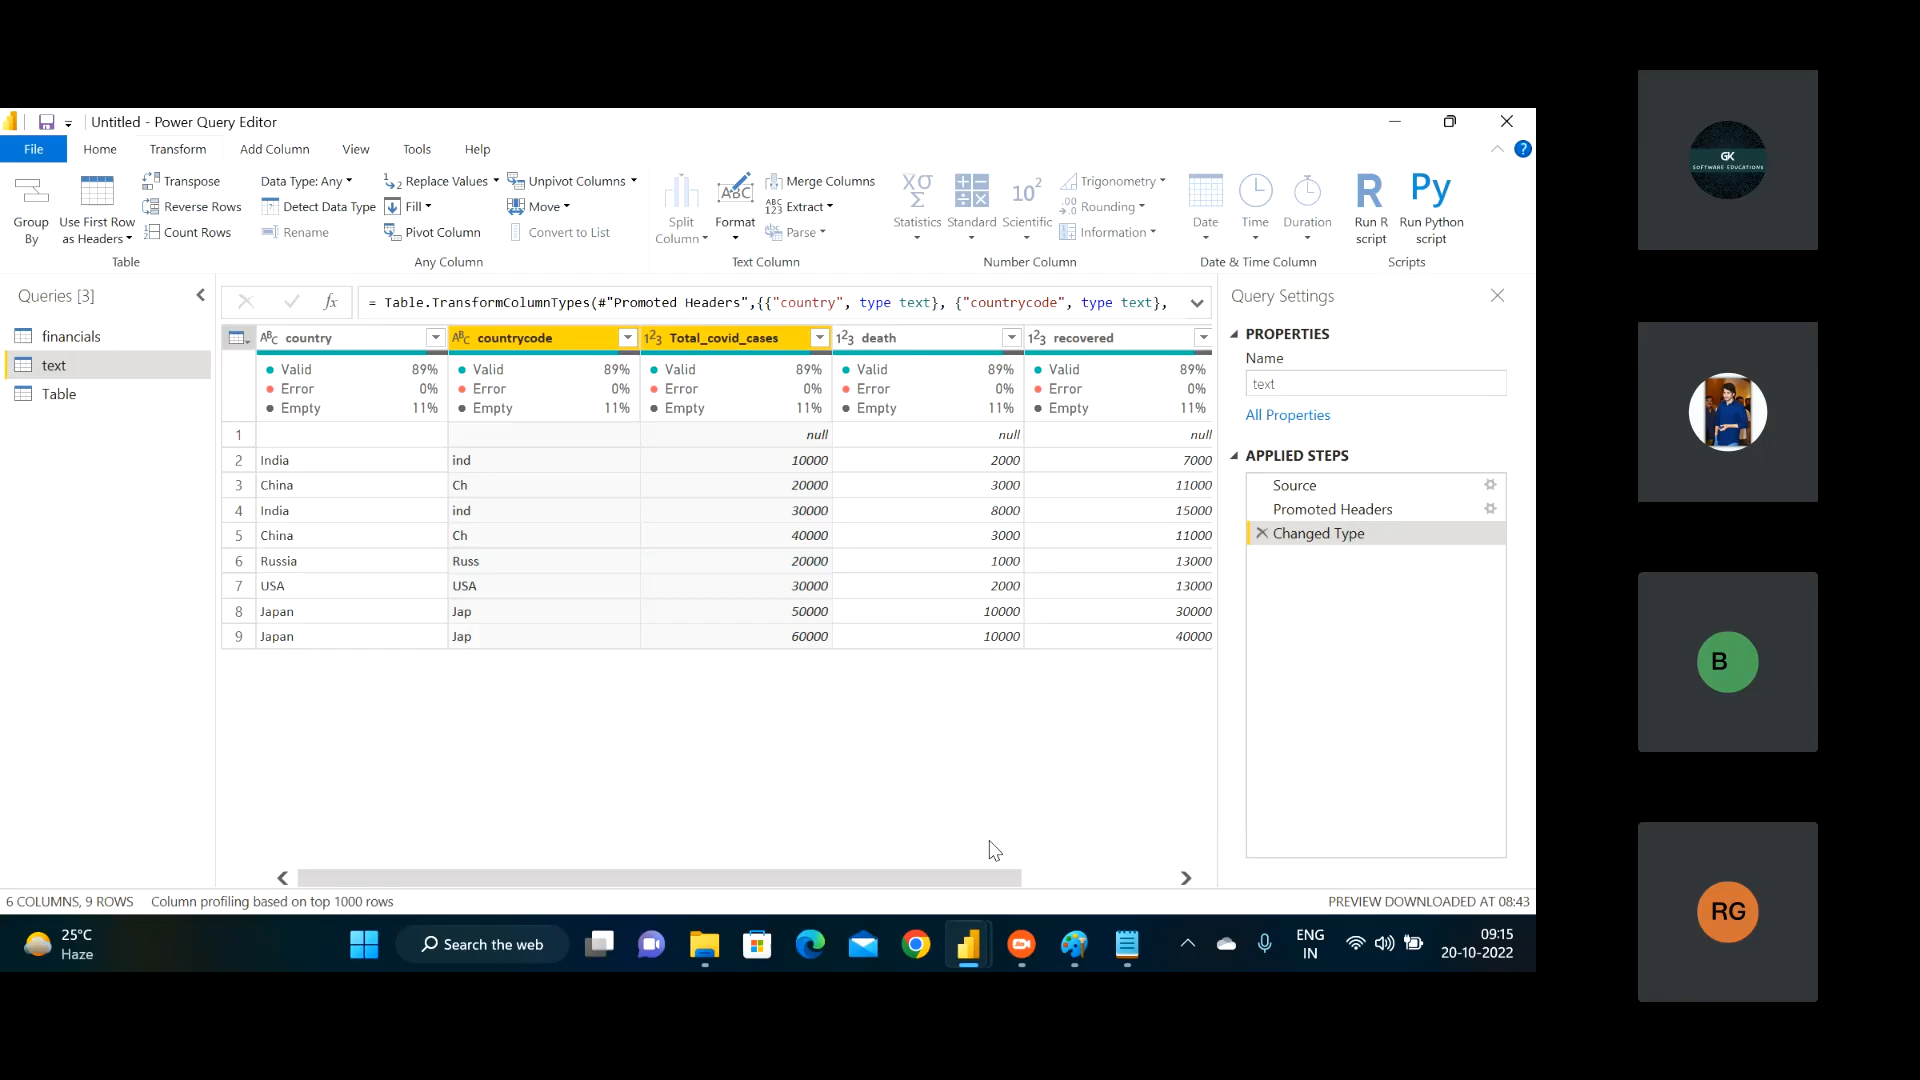 Untitled - Power Query Editor
File Home Transform Add Column View Tools Help
Group By
Use First Row as Headers
Transpose
Reverse Rows
Count Rows
Table
Data Type: Any
Detect Data Type
Rename
Replace Values
Fill
Pivot Column
Unpivot Columns
Move
Convert to List
Any Column
Split Column
Format
Merge Columns
Extract
Parse
Text Column
Statistics
Standard
Scientific
Trigonometry
Rounding
Information
Number Column
Date
Time
Duration
Date & Time Column
Run R script
Run Python script
Scripts
Queries [3]
financials
text
Table
fx = Table.TransformColumnTypes(#"Promoted Headers",{{"country", type text}, {"countrycode", type text},
country countrycode Total_covid_cases death recovered
Valid 89% Valid 89% Valid 89% Valid 89% Valid 89%
Error 0% Error 0% Error 0% Error 0% Error 0%
Empty 11% Empty 11% Empty 11% Empty 11% Empty 11%
1 null null null
2 India ind 10000 2000 7000
3 China Ch 20000 3000 11000
4 India ind 30000 8000 15000
5 China Ch 40000 3000 11000
6 Russia Russ 20000 1000 13000
7 USA USA 30000 2000 13000
8 Japan Jap 50000 10000 30000
9 Japan Jap 60000 10000 40000
Query Settings
PROPERTIES
Name
text
All Properties
APPLIED STEPS
Source
Promoted Headers
Changed Type
6 COLUMNS, 9 ROWS Column profiling based on top 1000 rows
PREVIEW DOWNLOADED AT 08:43
25°C
Haze
Search the web
ENG
IN
09:15
20-10-2022
GK
SOFTWARE EDUCATIONS
B
RG